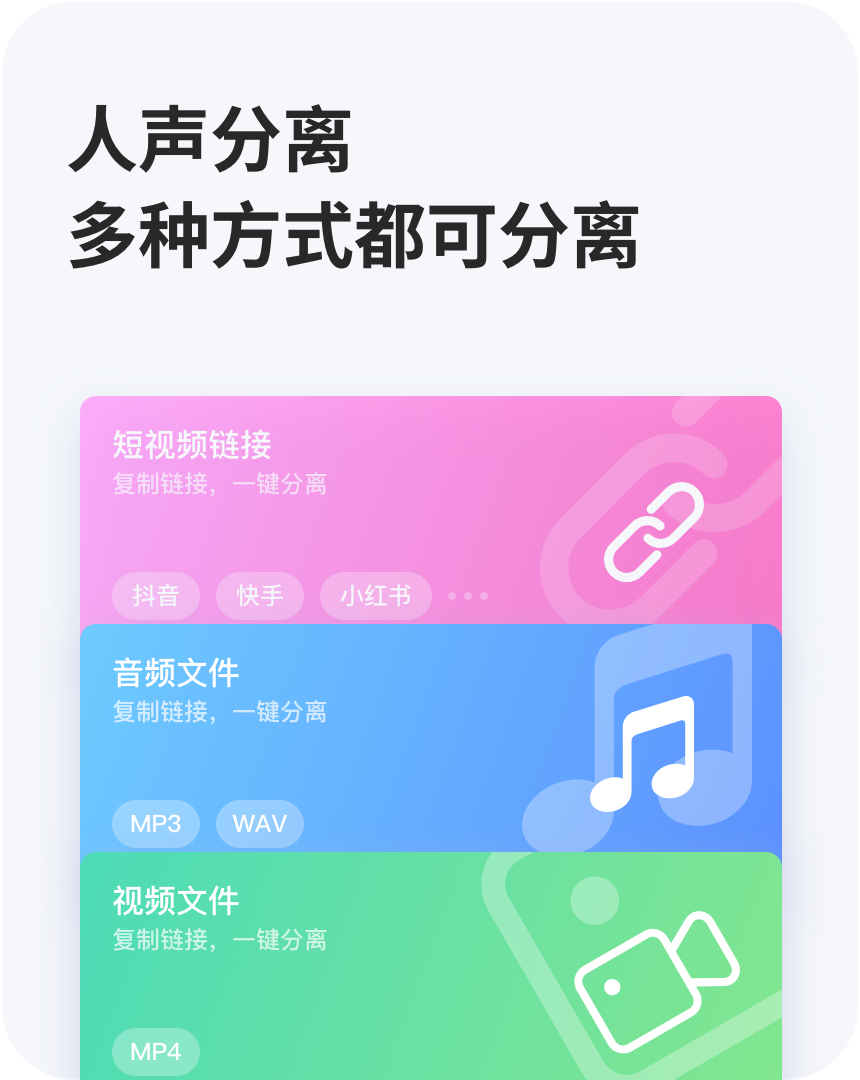 人声分离
多种方式都可分离
短视频链接
复制链接，一键分离
抖音 快手 小红书
音频文件
复制链接，一键分离
MP3 WAV
视频文件
复制链接，一键分离
MP4